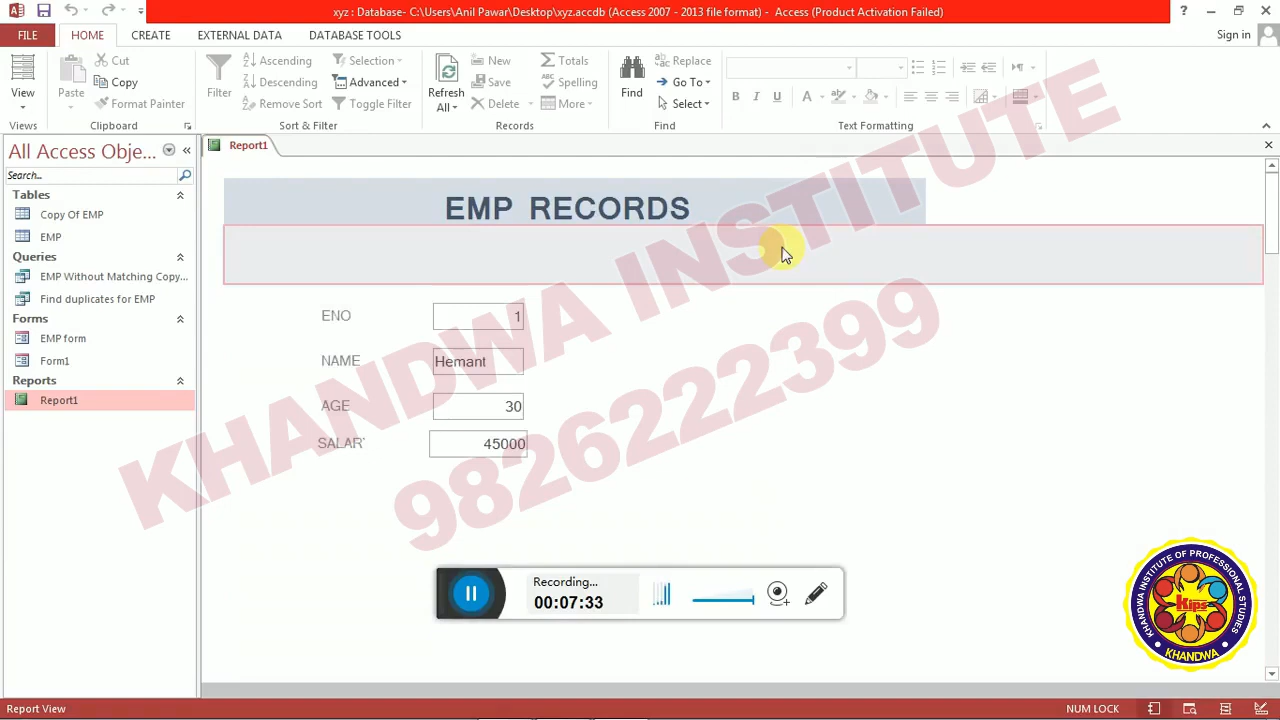 xyz : Database- C:\Users\Anil Pawar\Desktop\xyz.accdb (Access 2007 - 2013 file format) - Access (Product Activation Failed)
FILE HOME CREATE EXTERNAL DATA DATABASE TOOLS Sign in
View
Views
Paste
Cut
Copy
Format Painter
Clipboard
Filter
Ascending
Descending
Remove Sort
Selection
Advanced
Toggle Filter
Sort & Filter
Refresh
All
New
Save
Delete
Totals
Spelling
More
Records
Find
Replace
Go To
Select
Find
B I U A
Text Formatting
All Access Obje...
Search...
Tables
Copy Of EMP
EMP
Queries
EMP Without Matching Copy...
Find duplicates for EMP
Forms
EMP form
Form1
Reports
Report1
Report1
EMP RECORDS
ENO 1
NAME Hemant
AGE 30
SALAR' 45000
KHANDWA INSTITUTE
9826222399
Recording...
00:07:33
KHANDWA INSTITUTE OF PROFESSIONAL STUDIES
Kips
KHANDWA
Report View
NUM LOCK